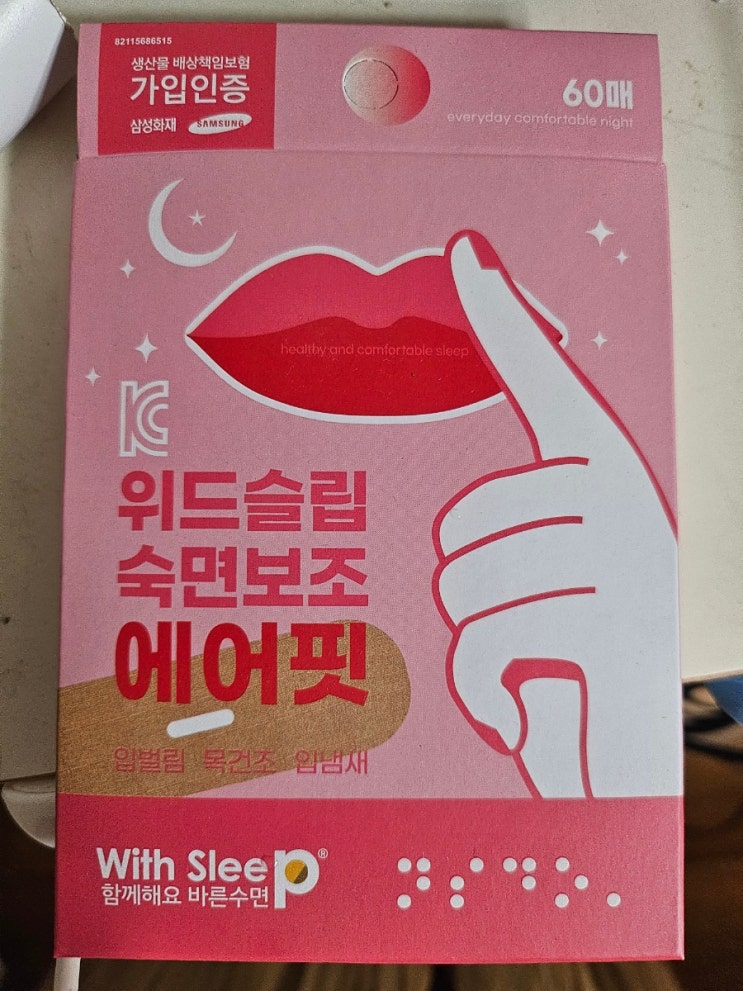 82115686515
생산물 배상책임보험
가입인증
삼성화재 SAMSUNG
60매
everyday comfortable night
healthy and comfortable sleep
KC
위드슬립
숙면보조
에어핏
입벌림 목건조 입냄새
With Sleep®
함께해요 바른수면